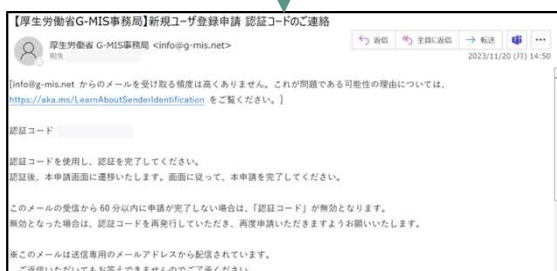 【厚生労働省G-MIS事務局】新規ユーザ登録申請 認証コードのご連絡
厚生労働省 G-MIS事務局 <info@g-mis.net>
宛先
返信 全員に返信 転送
2023/11/20 (月) 14:50
[info@g-mis.net からのメールを受け取る頻度は高くありません。これが問題である可能性の理由については、
https://aka.ms/LearnAboutSenderIdentification をご覧ください。]
認証コード
認証コードを使用し、認証を完了してください。
認証後、本申請画面に遷移いたします。画面に従って、本申請を完了してください。
このメールの受信から 60 分以内に申請が完了しない場合は、「認証コード」が無効となります。
無効となった場合は、認証コードを再発行していただき、再度申請いただきますようお願いいたします。
※このメールは送信専用のメールアドレスから配信されています。
ご返信いただいてもお答えできませんのでご了承ください。